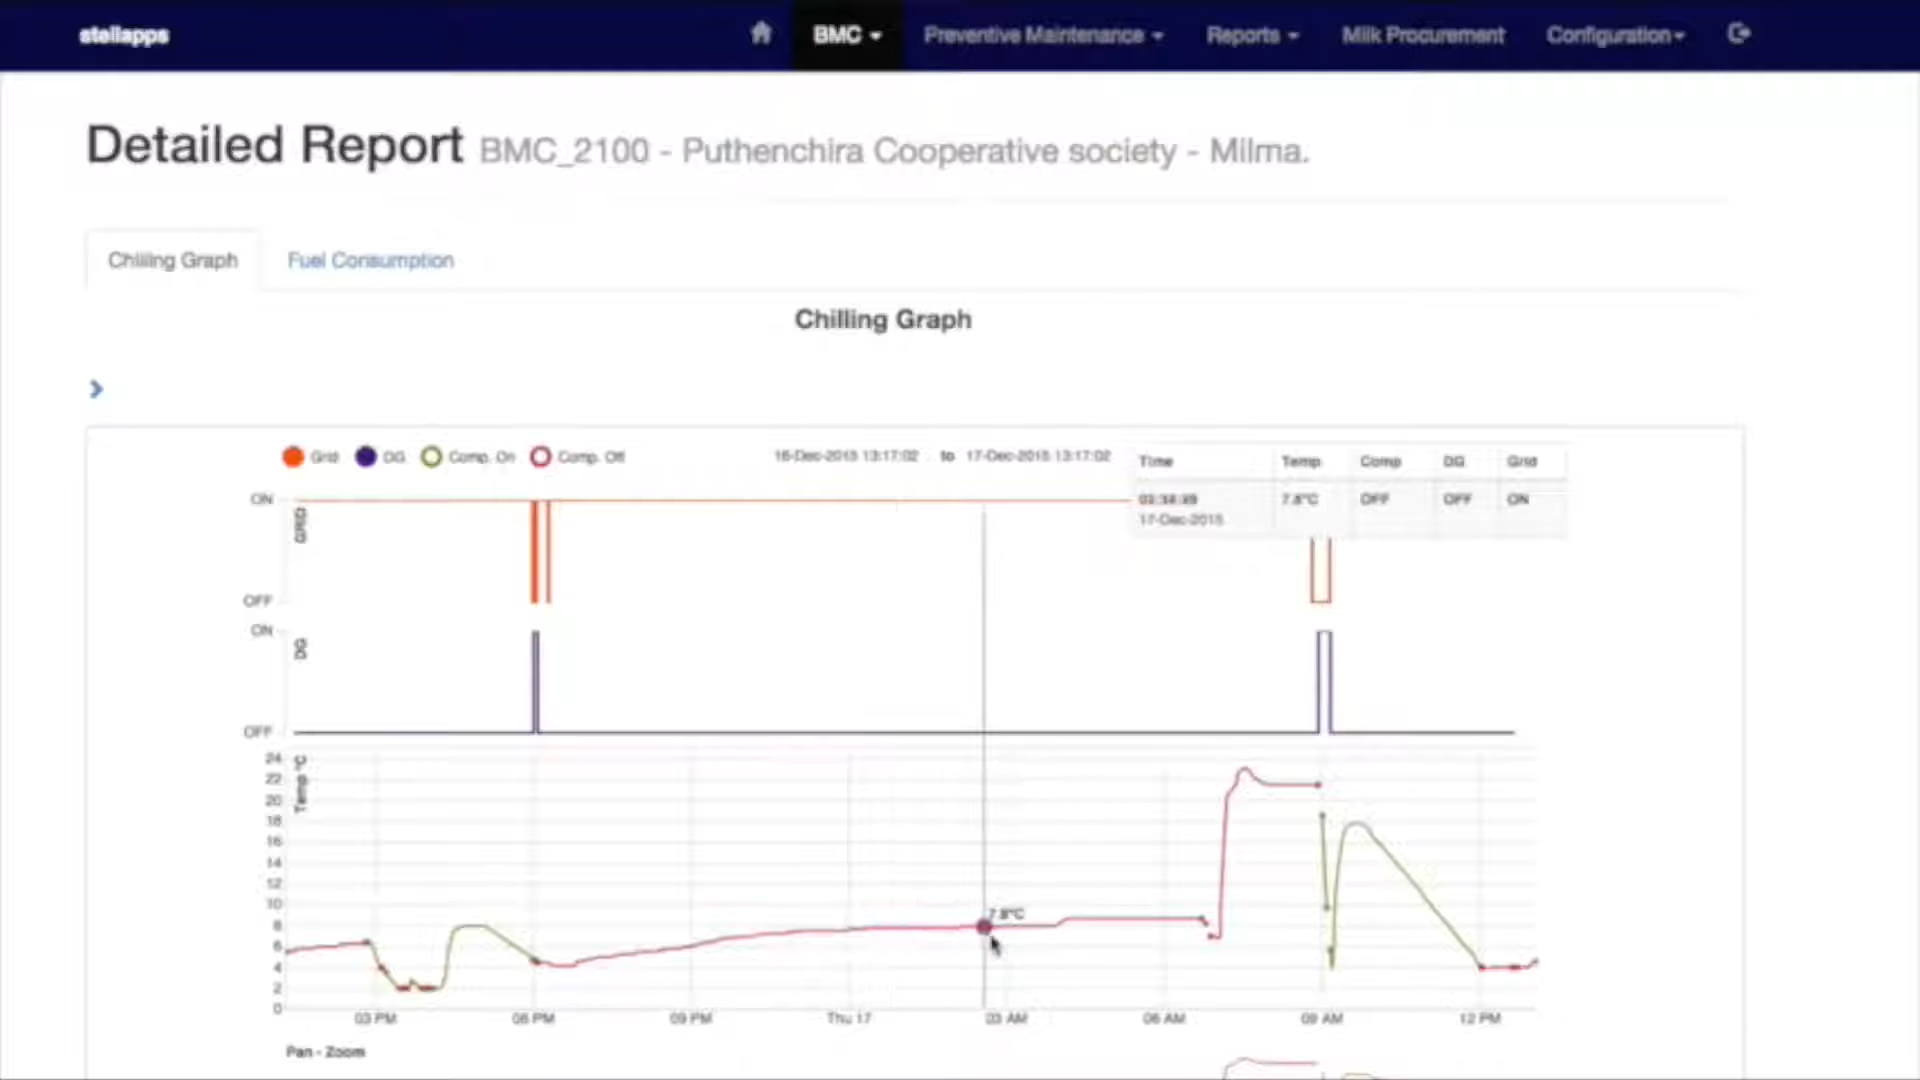 stellapps
BMC
Preventive Maintenance
Reports
Milk Procurement
Configuration
Detailed Report BMC_2100 - Puthenchira Cooperative society - Milma.
Chilling Graph
Fuel Consumption
Chilling Graph
Grid
DG
Comp. On
Comp. Off
16-Dec-2015 13:17:02 to 17-Dec-2015 13:17:02
Time Temp Comp DG Grid
OFF OFF ON
17-Dec-2015
ON
GRID
OFF
ON
DG
OFF
Temp °C
24
22
20
18
16
14
12
10
8
6
4
2
0
7.8°C
03 PM
06 PM
09 PM
Thu 17
03 AM
06 AM
09 AM
12 PM
Pan - Zoom